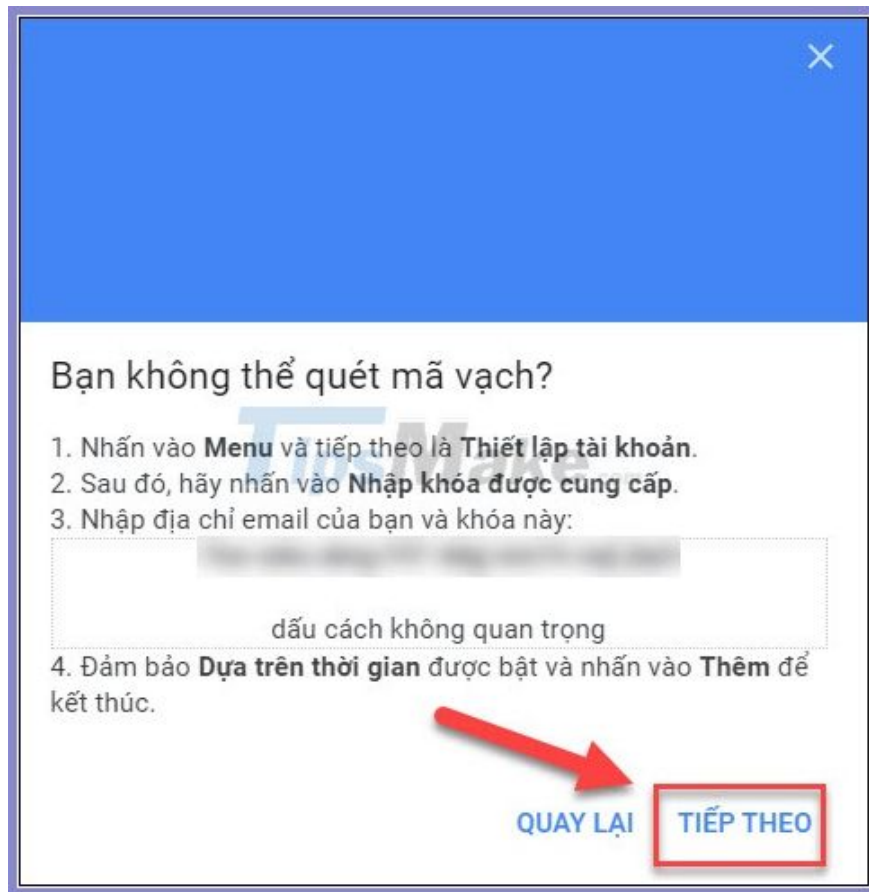 Bạn không thể quét mã vạch?
TipsMake.com
1. Nhấn vào Menu và tiếp theo là Thiết lập tài khoản.
2. Sau đó, hãy nhấn vào Nhập khóa được cung cấp.
3. Nhập địa chỉ email của bạn và khóa này:
dấu cách không quan trọng
4. Đảm bảo Dựa trên thời gian được bật và nhấn vào Thêm để
kết thúc.
QUAY LẠI TIẾP THEO